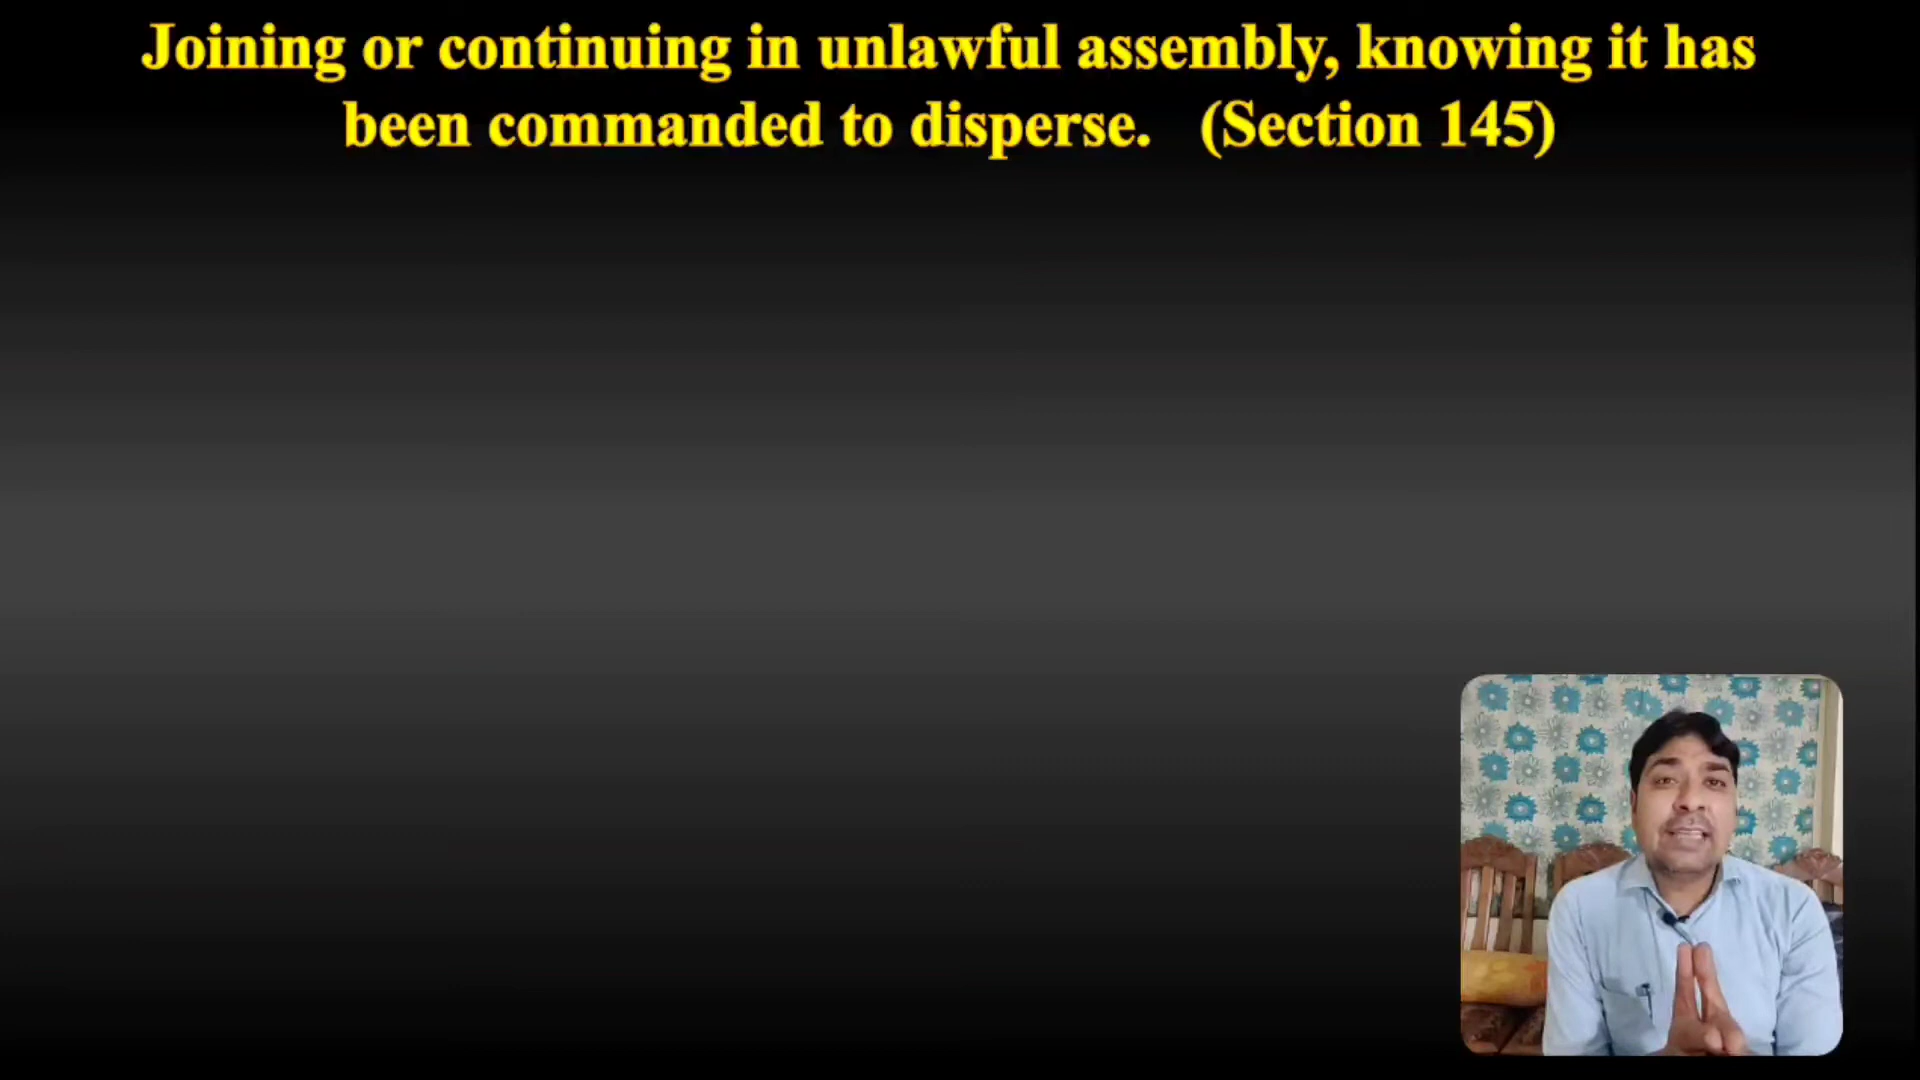 Joining or continuing in unlawful assembly, knowing it has
been commanded to disperse. (Section 145)